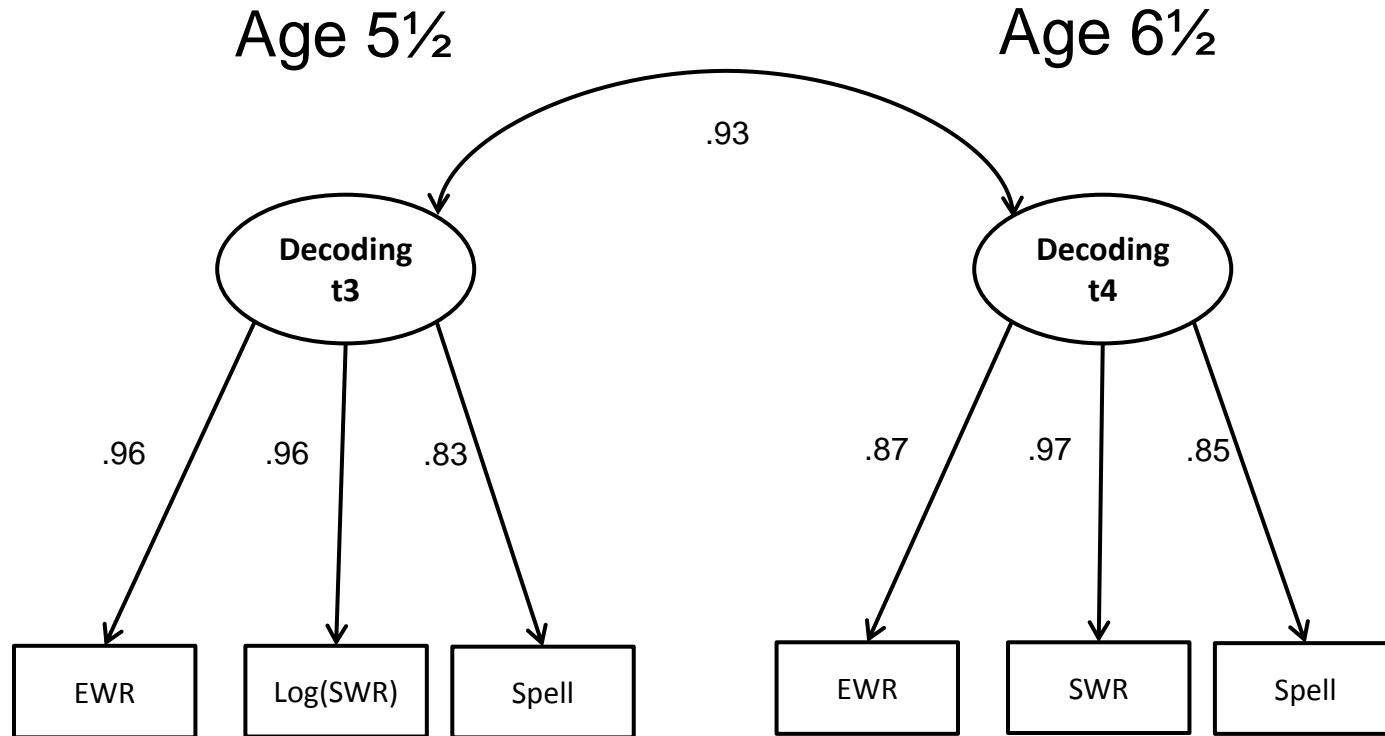 Age 5½
Age 6½
.93
Decoding
t3
Decoding
t4
.96
.96
.83
.87
.97
.85
EWR
Log(SWR)
Spell
EWR
SWR
Spell